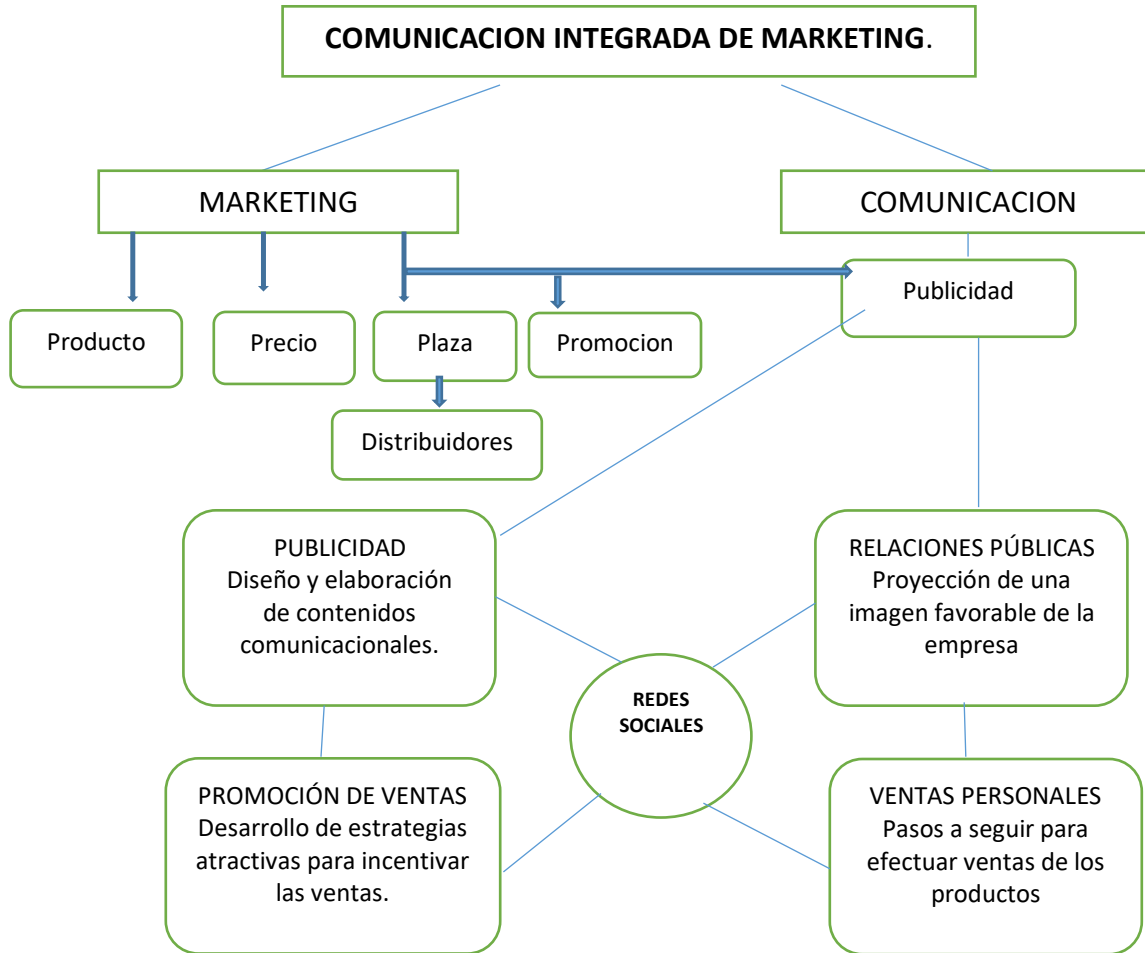 COMUNICACION INTEGRADA DE MARKETING.
MARKETING
COMUNICACION
Publicidad
Producto
Precio
Plaza
Promocion
Distribuidores
PUBLICIDAD
Diseño y elaboración
de contenidos
comunicacionales.
RELACIONES PÚBLICAS
Proyección de una
imagen favorable de la
empresa
REDES
SOCIALES
PROMOCIÓN DE VENTAS
Desarrollo de estrategias
atractivas para incentivar
las ventas.
VENTAS PERSONALES
Pasos a seguir para
efectuar ventas de los
productos